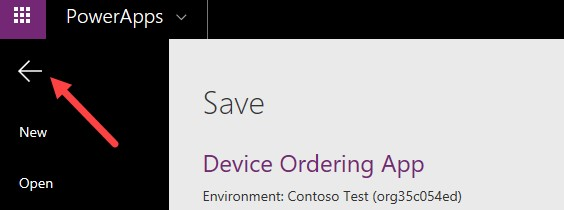 PowerApps
Save
New
Device Ordering App
Open
Environment: Contoso Test (org35c054ed)